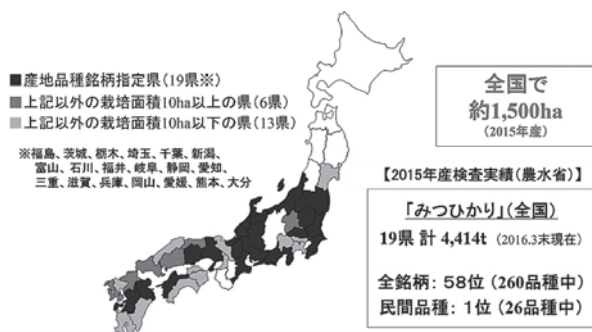 ■産地品種銘柄指定県(19県※)
■上記以外の栽培面積10ha以上の県(6県)
■上記以外の栽培面積10ha以下の県(13県)
※福島、茨城、栃木、埼玉、千葉、新潟、
富山、石川、福井、岐阜、静岡、愛知、
三重、滋賀、兵庫、岡山、愛媛、熊本、大分
全国で
約1,500ha
(2015年産)
【2015年産検査実績(農水省)】
「みつひかり」(全国)
19県 計 4,414t (2016.3末現在)
全銘柄: 58位 (260品種中)
民間品種: 1位 (26品種中)